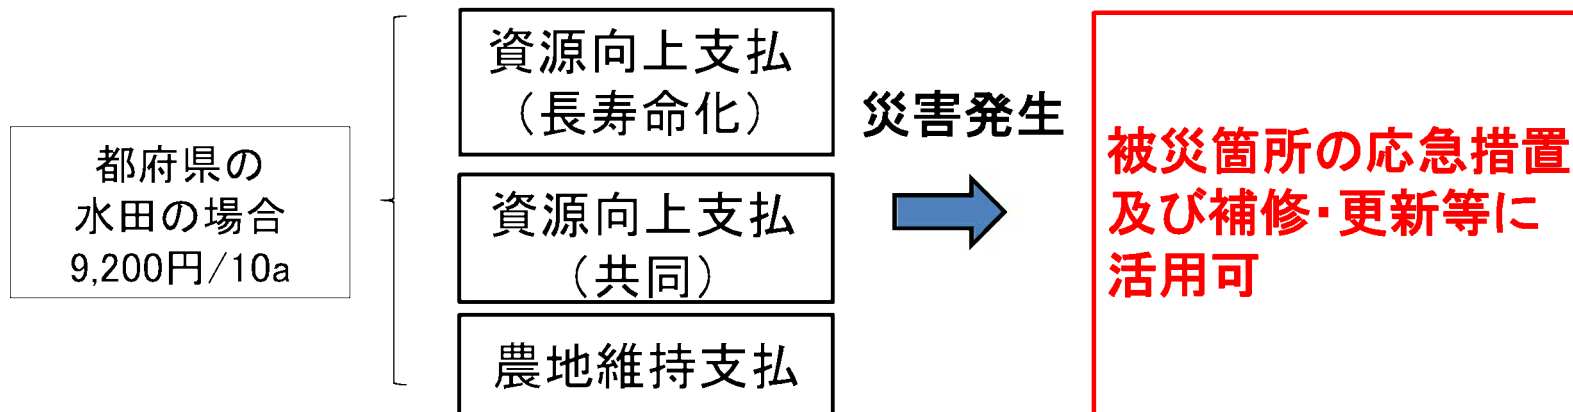 都府県の
水田の場合
9,200円/10a
資源向上支払
（長寿命化）
資源向上支払
（共同）
農地維持支払
災害発生
被災箇所の応急措置
及び補修・更新等に
活用可